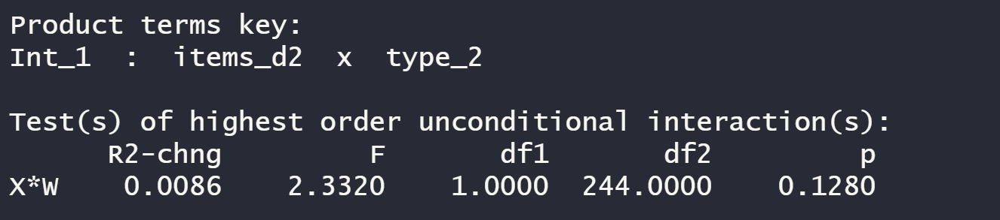 Product terms key:
Int_1 : items_d2 x type_2
Test(s) of highest order unconditional interaction(s):
R2-chng F df1 df2 p
X*W 0.0086 2.3320 1.0000 244.0000 0.1280